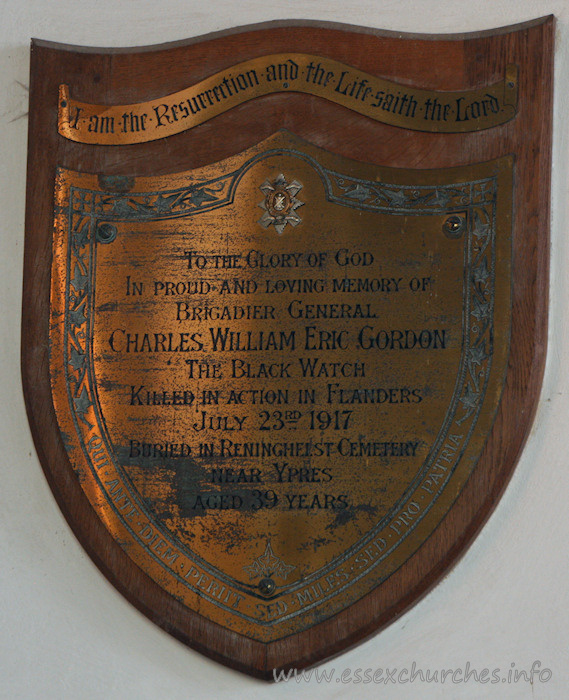 I·am·the·Resurrection·and·the·Life·saith·the·Lord.
TO THE GLORY OF GOD
IN PROUD AND LOVING MEMORY OF
BRIGADIER GENERAL
CHARLES WILLIAM ERIC GORDON
THE BLACK WATCH
KILLED IN ACTION IN FLANDERS
JULY 23RD 1917
BURIED IN RENINGHELST CEMETERY
NEAR YPRES
AGED 39 YEARS
QUI ANTE DIEM·PERIIT SED MILES·SED PRO PATRIA
www.essexchurches.info